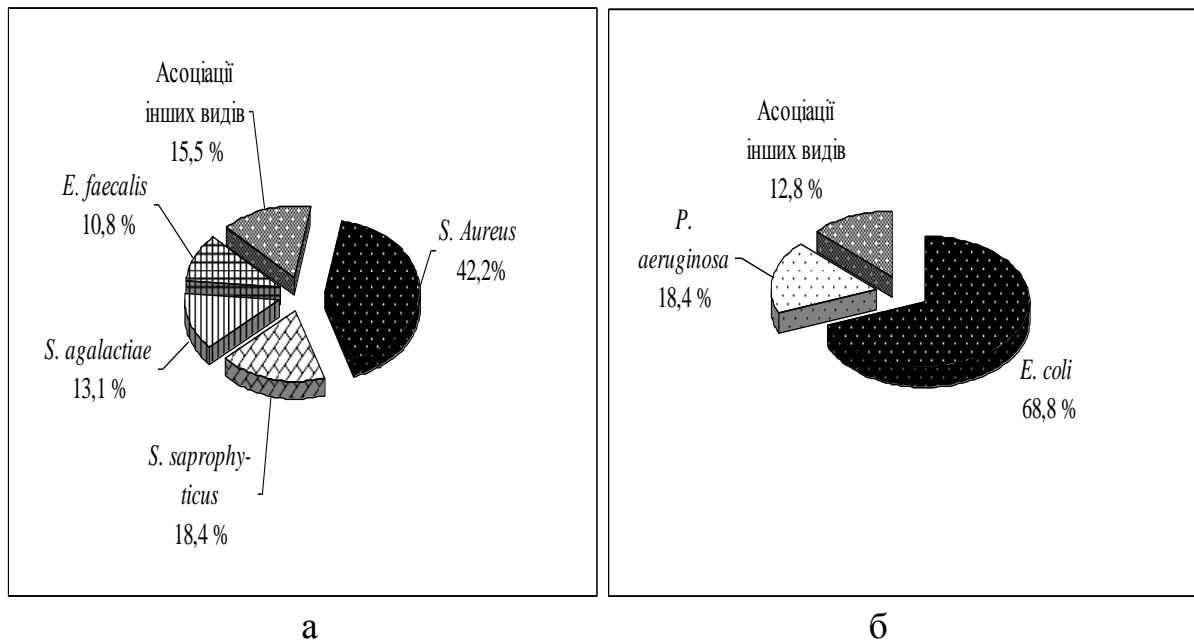 Асоціації
інших видів
15,5 %
E. faecalis
10,8 %
S. Aureus
42,2%
S. agalactiae
13,1 %
S. saprophy-
ticus
18,4 %
а
Асоціації
інших видів
12,8 %
P.
aeruginosa
18,4 %
E. coli
68,8 %
б